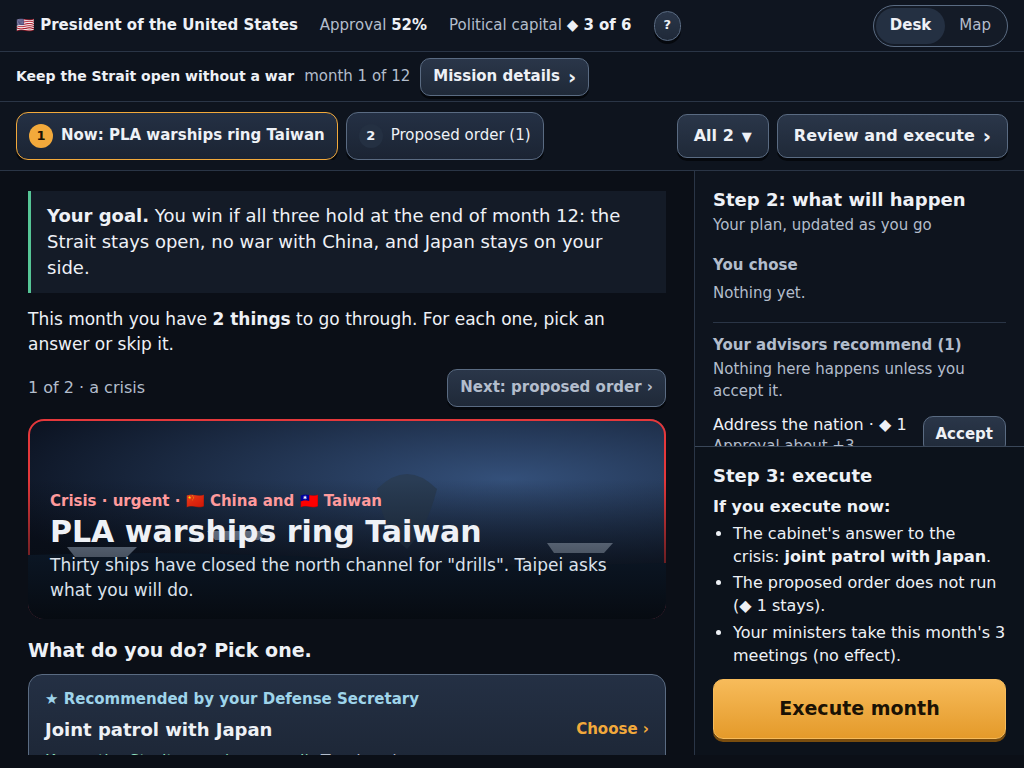 🇺🇸 President of the United States Approval 52% Political capital ◆ 3 of 6 ? Desk Map
Keep the Strait open without a war month 1 of 12 Mission details ›
1 Now: PLA warships ring Taiwan 2 Proposed order (1) All 2 ▼ Review and execute ›
Your goal. You win if all three hold at the end of month 12: the
Strait stays open, no war with China, and Japan stays on your
side.
This month you have 2 things to go through. For each one, pick an
answer or skip it.
1 of 2 · a crisis Next: proposed order ›
Crisis · urgent · 🇨🇳 China and 🇹🇼 Taiwan
PLA warships ring Taiwan
Thirty ships have closed the north channel for "drills". Taipei asks
what you will do.
What do you do? Pick one.
★ Recommended by your Defense Secretary
Joint patrol with Japan Choose ›
Step 2: what will happen
Your plan, updated as you go
You chose
Nothing yet.
Your advisors recommend (1)
Nothing here happens unless you
accept it.
Address the nation · ◆ 1 Accept
Approval about +3
Step 3: execute
If you execute now:
• The cabinet's answer to the
crisis: joint patrol with Japan.
• The proposed order does not run
(◆ 1 stays).
• Your ministers take this month's 3
meetings (no effect).
Execute month